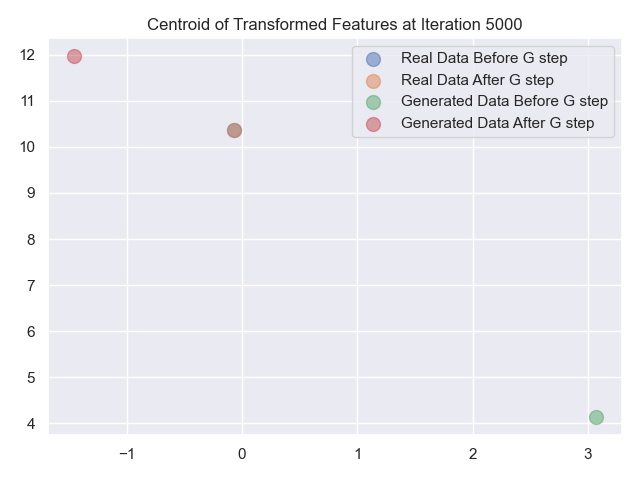 Centroid of Transformed Features at Iteration 5000
12
11
10
9
8
7
6
5
4
Real Data Before G step
Real Data After G step
Generated Data Before G step
Generated Data After G step
−1
0
1
2
3